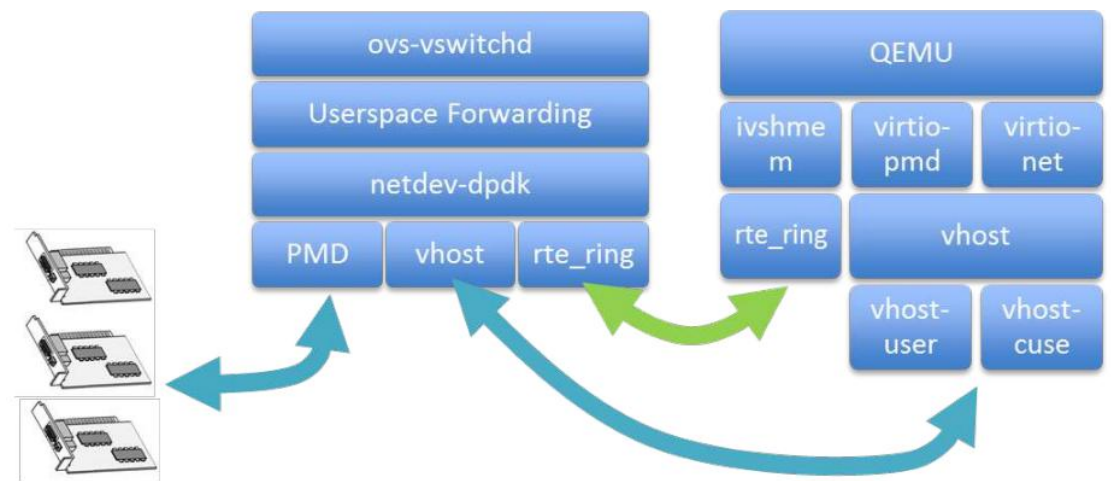 ovs-vswitchd
Userspace Forwarding
netdev-dpdk
PMD
vhost
rte_ring
QEMU
ivshme
m
virtio-
pmd
virtio-
net
rte_ring
vhost
vhost-
user
vhost-
cuse